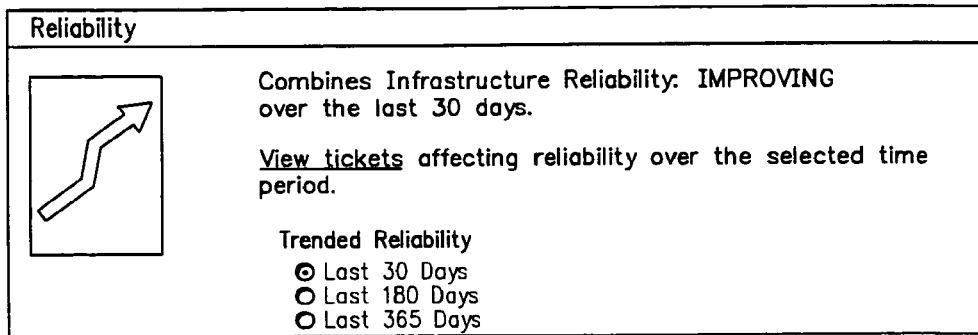 Reliability
Combines Infrastructure Reliability: IMPROVING
over the last 30 days.
View tickets affecting reliability over the selected time
period.
Trended Reliability
Last 30 Days
Last 180 Days
Last 365 Days